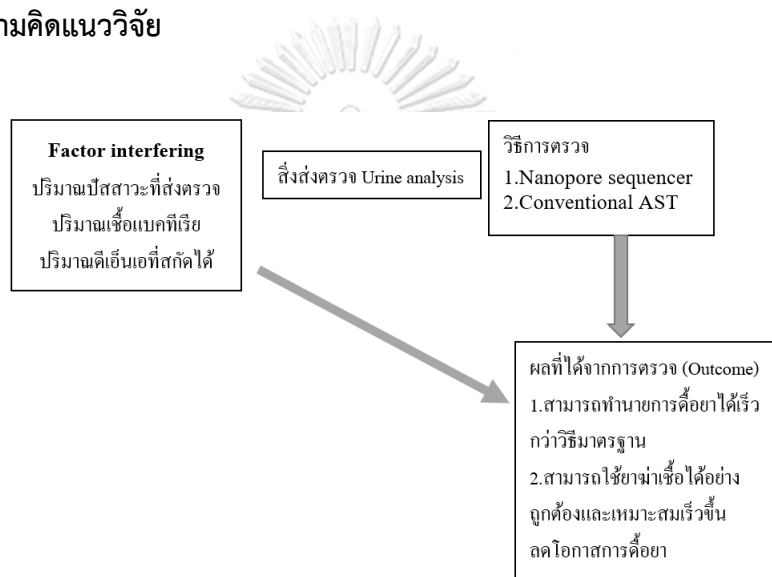 ามคิดแนววิจัย
Factor interfering
ปริมาณปัสสาวะที่ส่งตรวจ
ปริมาณเชื้อแบคทีเรีย
ปริมาณดีเอ็นเอที่สกัดได้
สิ่งส่งตรวจ Urine analysis
วิธีการตรวจ
1.Nanopore sequencer
2.Conventional AST
ผลที่ได้จากการตรวจ (Outcome)
1.สามารถทำนายการดื้อยาได้เร็ว
กว่าวิธีมาตรฐาน
2.สามารถใช้ยาฆ่าเชื้อได้อย่าง
ถูกต้องและเหมาะสมเร็วขึ้น
ลดโอกาสการดื้อยา